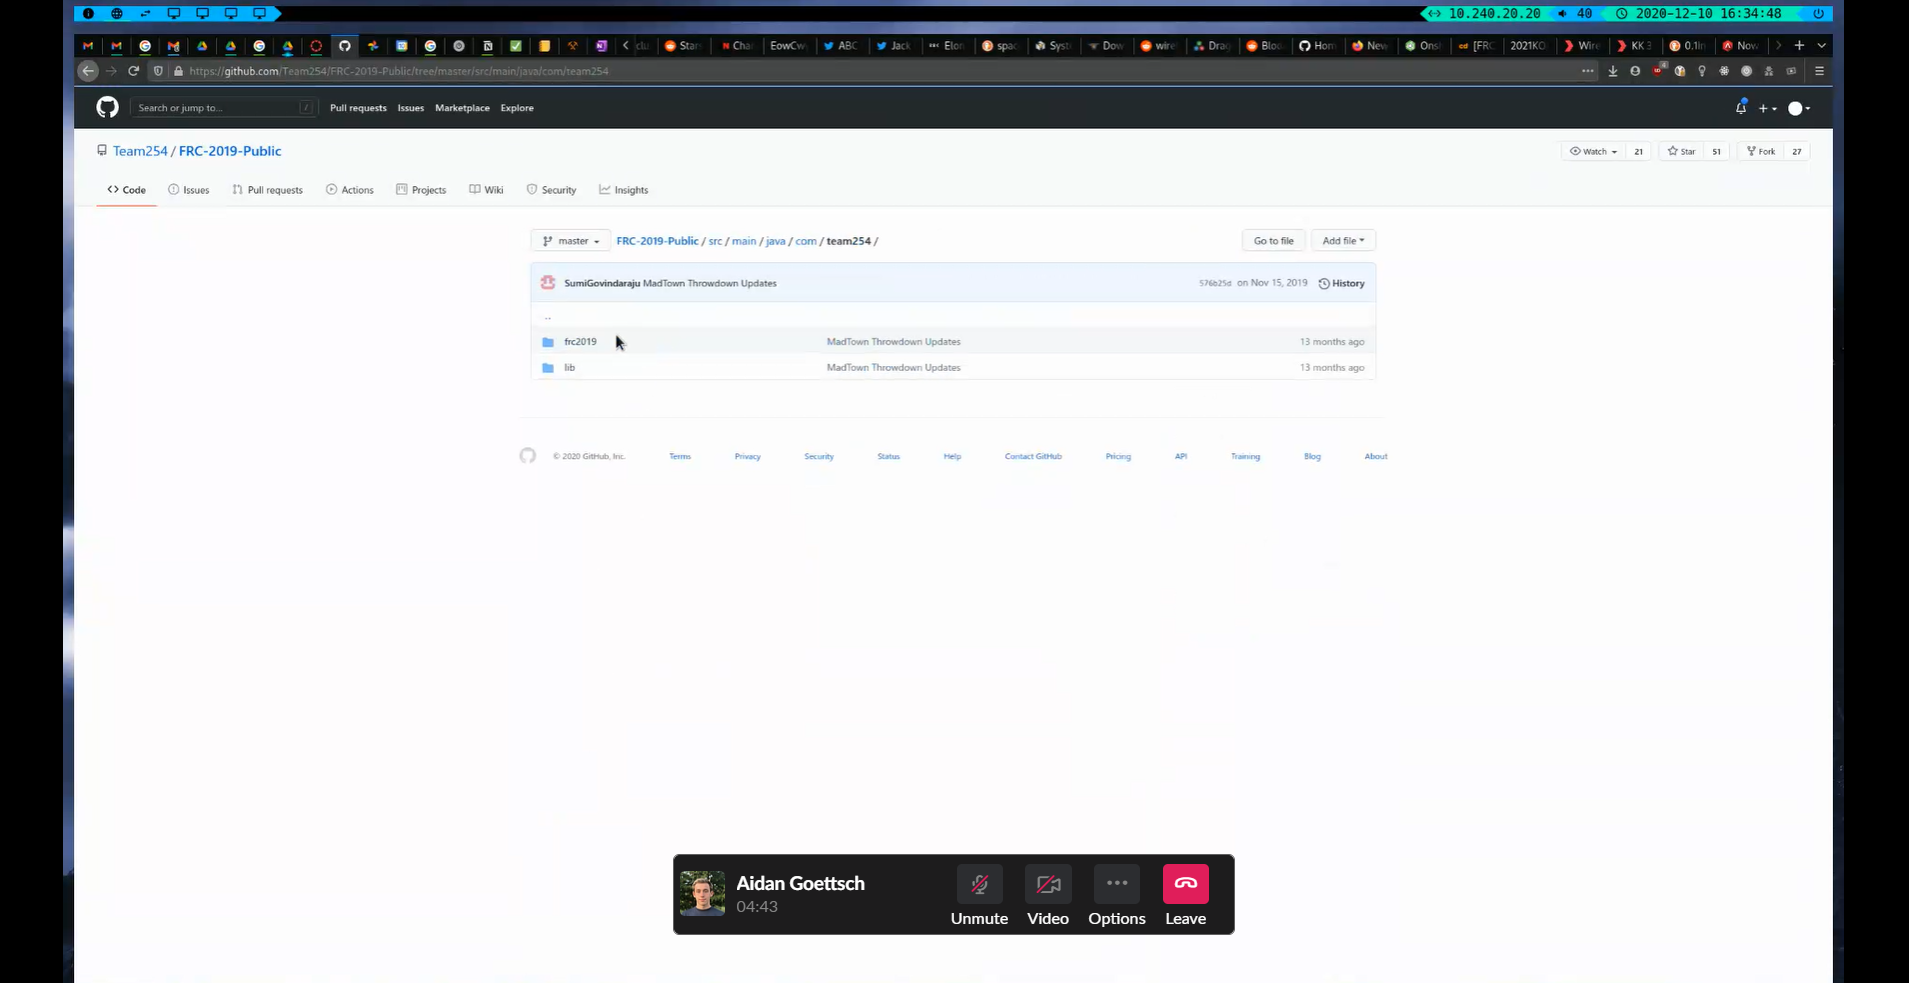 10.240.20.20 40 2020-12-10 16:34:48
Star Cha EowCw ABC Jack Elon spac Syst Dow wire Drag Bloo Hom New Onsh [FRC 2021KO Wire KK 3 0.1in Now
https://github.com/Team254/FRC-2019-Public/tree/master/src/main/java/com/team254
Search or jump to... / Pull requests Issues Marketplace Explore
Team254 / FRC-2019-Public Watch 21 Star 51 Fork 27
Code Issues Pull requests Actions Projects Wiki Security Insights
master FRC-2019-Public / src / main / java / com / team254 / Go to file Add file
SumiGovindaraju MadTown Throwdown Updates 576b25d on Nov 15, 2019 History
..
frc2019 MadTown Throwdown Updates 13 months ago
lib MadTown Throwdown Updates 13 months ago
© 2020 GitHub, Inc. Terms Privacy Security Status Help Contact GitHub Pricing API Training Blog About
Aidan Goettsch
04:43
Unmute Video Options Leave